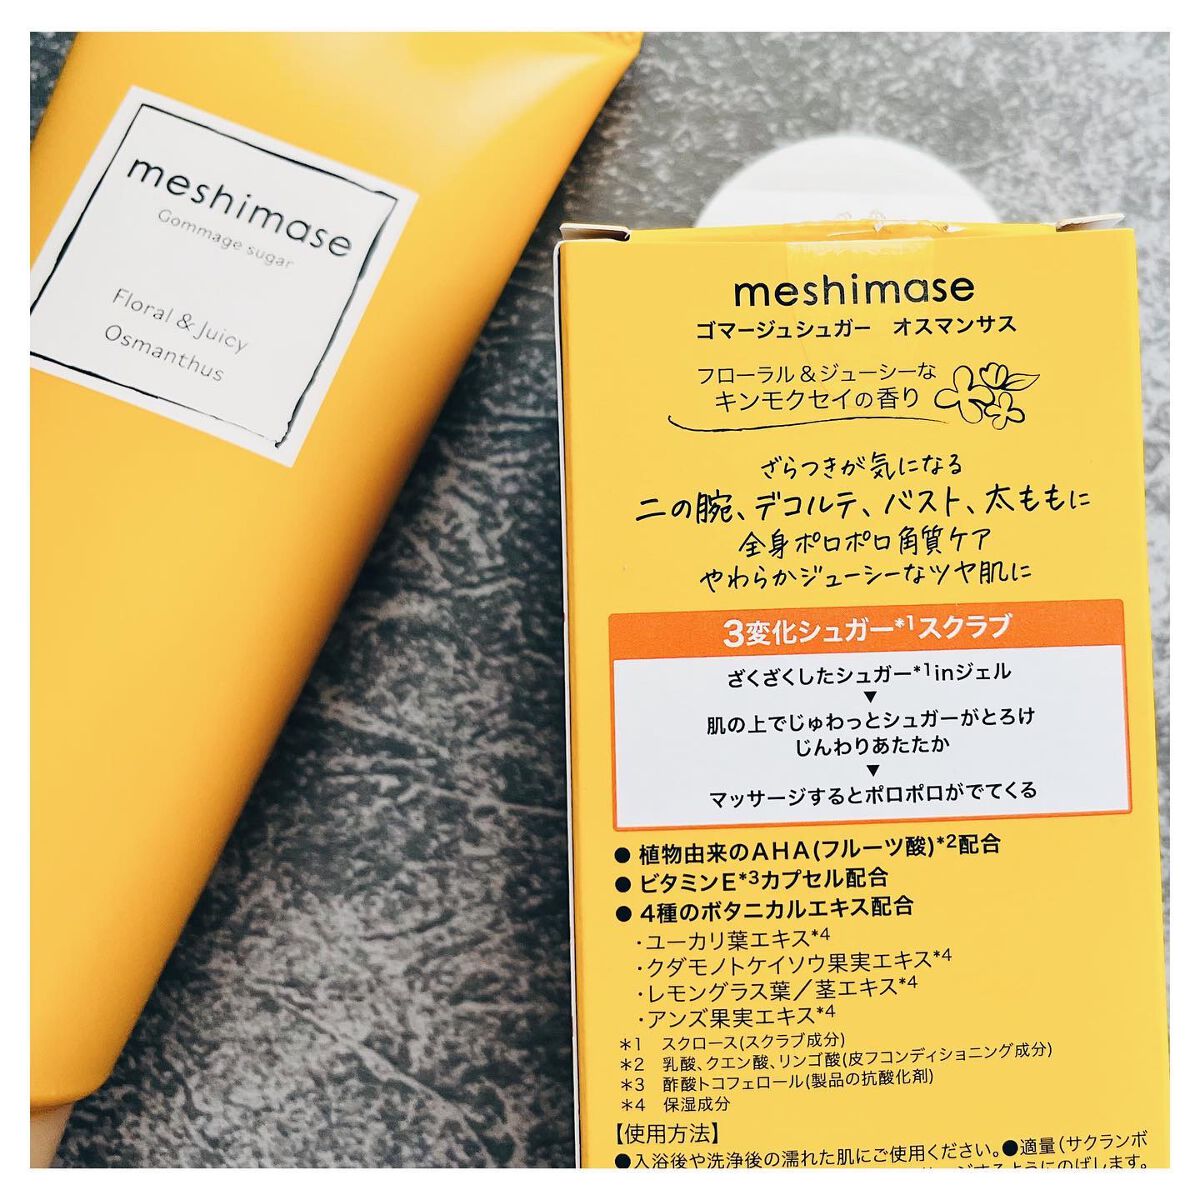 meshimase
Gommage sugar
Floral & Juicy
Osmanthus
meshimase
ゴマージュシュガー　オスマンサス
フローラル＆ジューシーな
キンモクセイの香り
ざらつきが気になる
二の腕、デコルテ、バスト、太ももに
全身ポロポロ角質ケア
やわらかジューシーなツヤ肌に
3変化シュガー*1スクラブ
ざくざくしたシュガー*1inジェル
▼
肌の上でじゅわっとシュガーがとろけ
じんわりあたたか
▼
マッサージするとポロポロがでてくる
● 植物由来のAHA(フルーツ酸)*2配合
● ビタミンE*3カプセル配合
● 4種のボタニカルエキス配合
・ユーカリ葉エキス*4
・クダモノトケイソウ果実エキス*4
・レモングラス葉／茎エキス*4
・アンズ果実エキス*4
＊1　スクロース(スクラブ成分)
＊2　乳酸、クエン酸、リンゴ酸(皮フコンディショニング成分)
＊3　酢酸トコフェロール(製品の抗酸化剤)
＊4　保湿成分
【使用方法】
●入浴後や洗浄後の濡れた肌にご使用ください。●適量（サクランボ
ージするようにのばします。